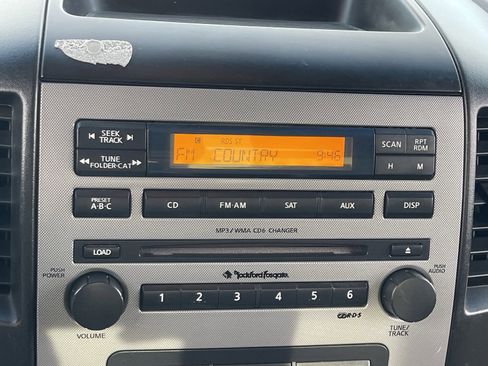 SEEK
TRACK
TUNE
FOLDER·CAT
RDS ST
FM COUNTRY 9:46
SCAN
RPT
RDM
H
M
PRESET
A·B·C
CD
FM·AM
SAT
AUX
DISP
MP3/WMA CD6 CHANGER
LOAD
Rockford Fosgate
PUSH
POWER
VOLUME
1
2
3
4
5
6
R·D·S
PUSH
AUDIO
TUNE/
TRACK